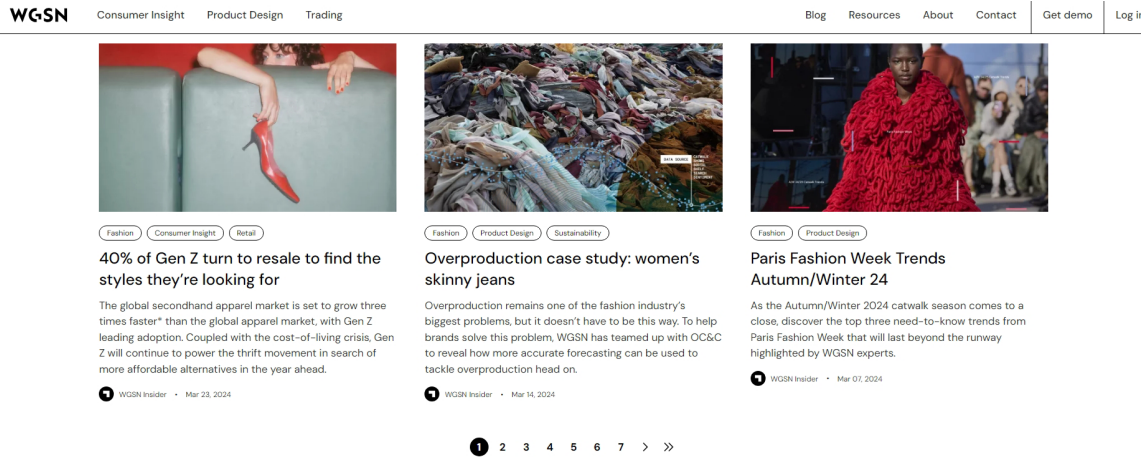 WGSN
Consumer Insight
Product Design
Trading
Blog
Resources
About
Contact
Get demo
Log in
DATA SOURCE
Fashion
Consumer Insight
Retail
40% of Gen Z turn to resale to find the
styles they’re looking for
The global secondhand apparel market is set to grow three
times faster* than the global apparel market, with Gen Z
leading adoption. Coupled with the cost-of-living crisis, Gen
Z will continue to power the thrift movement in search of
more affordable alternatives in the year ahead.
WGSN Insider • Mar 23, 2024
Fashion
Product Design
Sustainability
Overproduction case study: women’s
skinny jeans
Overproduction remains one of the fashion industry’s
biggest problems, but it doesn’t have to be this way. To help
brands solve this problem, WGSN has teamed up with OC&C
to reveal how more accurate forecasting can be used to
tackle overproduction head on.
WGSN Insider • Mar 14, 2024
Fashion
Product Design
Paris Fashion Week Trends
Autumn/Winter 24
As the Autumn/Winter 2024 catwalk season comes to a
close, discover the top three need-to-know trends from
Paris Fashion Week that will last beyond the runway
highlighted by WGSN experts.
WGSN Insider • Mar 07, 2024
1 2 3 4 5 6 7